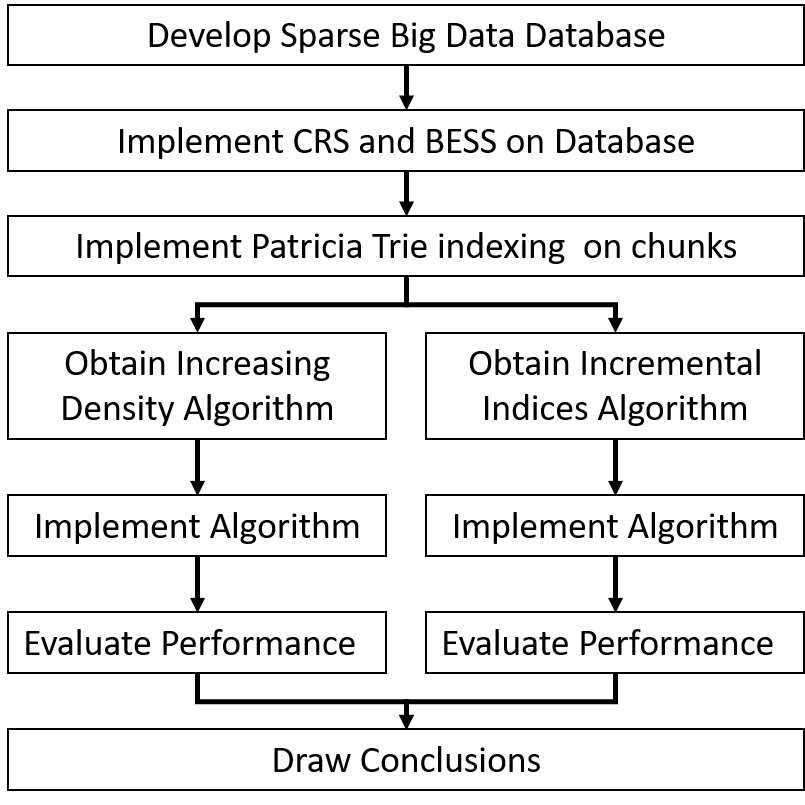 Develop Sparse Big Data Database
Implement CRS and BESS on Database
Implement Patricia Trie indexing  on chunks
Obtain Increasing
Density Algorithm
Obtain Incremental
Indices Algorithm
Implement Algorithm
Implement Algorithm
Evaluate Performance
Evaluate Performance
Draw Conclusions